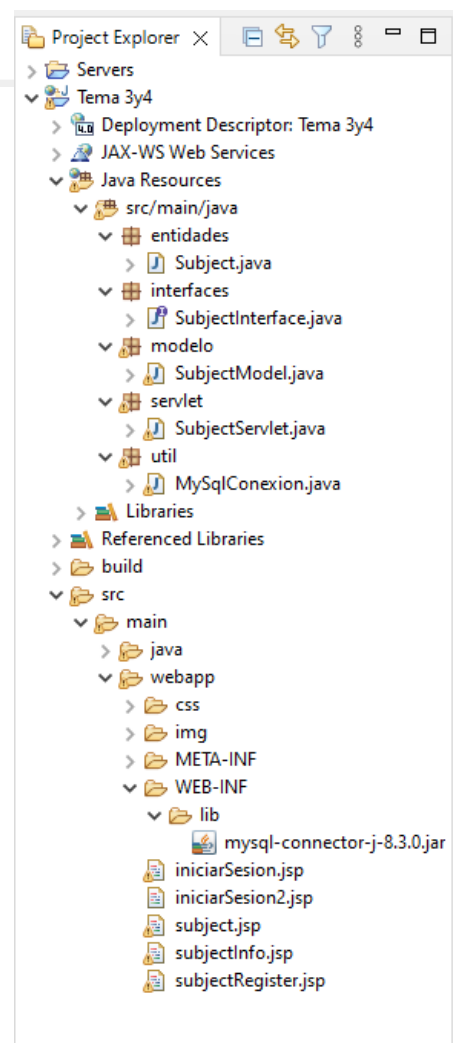 Project Explorer
Servers
Tema 3y4
Deployment Descriptor: Tema 3y4
JAX-WS Web Services
Java Resources
src/main/java
entidades
Subject.java
interfaces
SubjectInterface.java
modelo
SubjectModel.java
servlet
SubjectServlet.java
util
MySqlConexion.java
Libraries
Referenced Libraries
build
src
main
java
webapp
css
img
META-INF
WEB-INF
lib
mysql-connector-j-8.3.0.jar
iniciarSesion.jsp
iniciarSesion2.jsp
subject.jsp
subjectInfo.jsp
subjectRegister.jsp